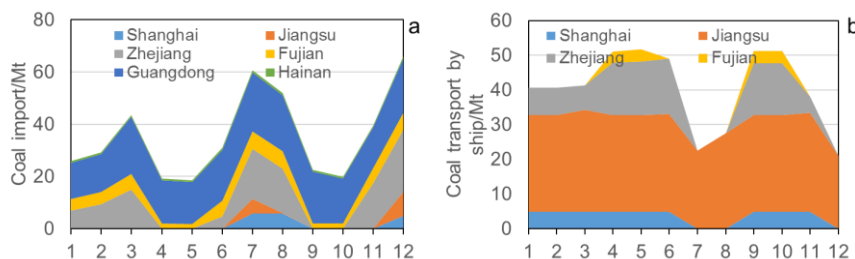 a
Coal import/Mt
80
60
40
20
0
Shanghai Jiangsu
Zhejiang Fujian
Guangdong Hainan
1 2 3 4 5 6 7 8 9 10 11 12
b
Coal transport by
ship/Mt
60
50
40
30
20
10
0
Shanghai Jiangsu
Zhejiang Fujian
1 2 3 4 5 6 7 8 9 10 11 12